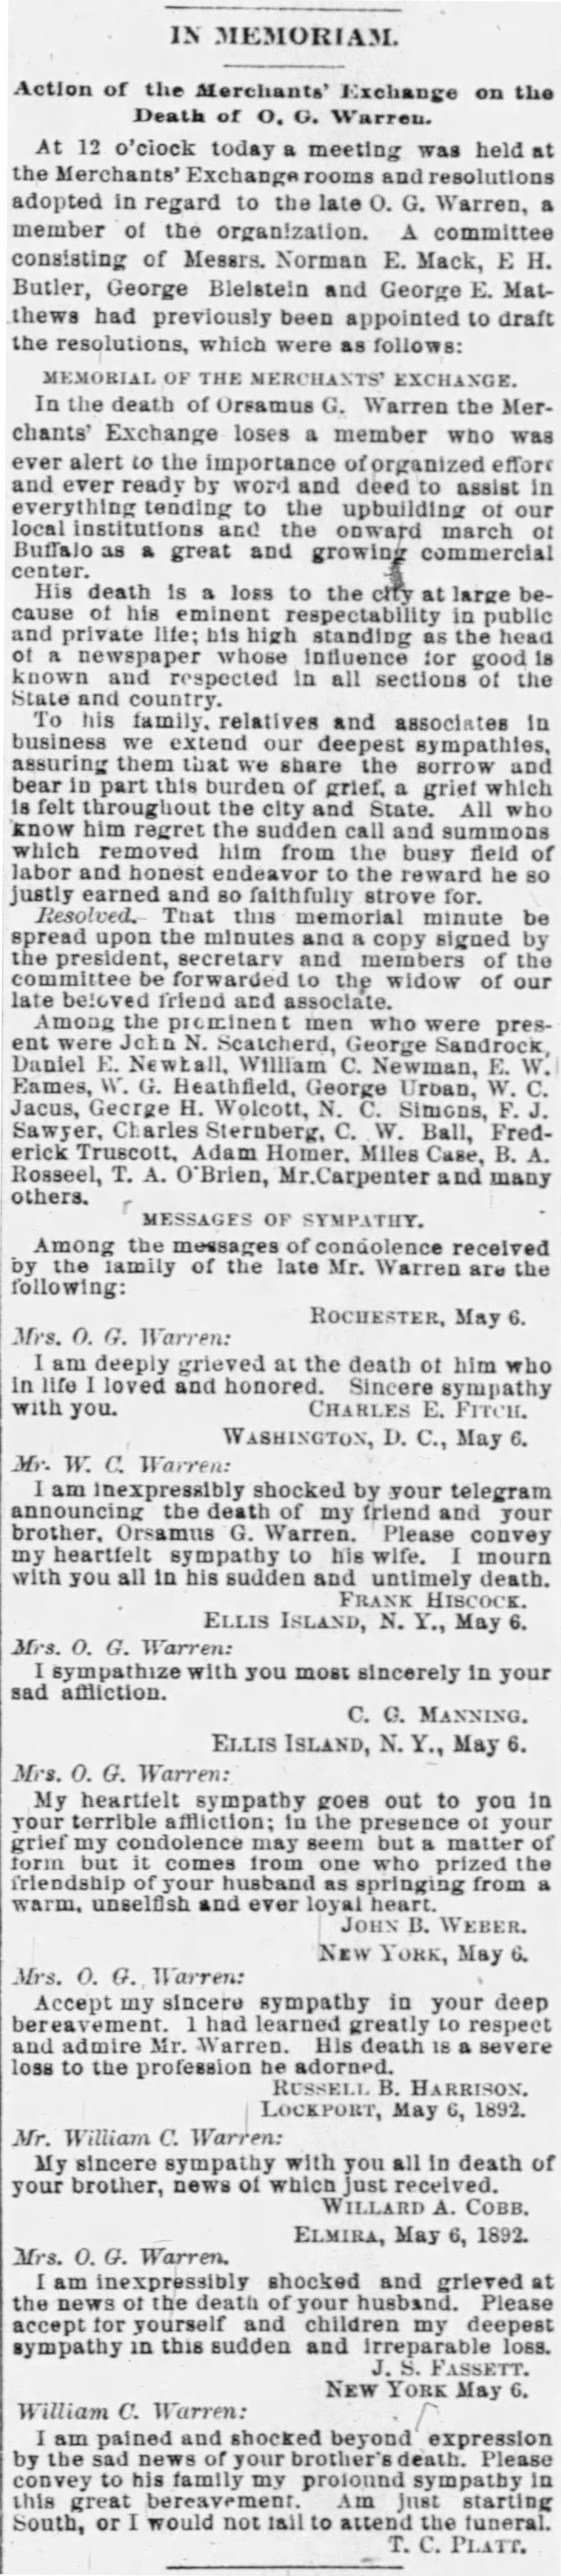 IN MEMORIAM.
Action of the Merchants' Exchange on the
Death of O. G. Warren.
At 12 o'clock today a meeting was held at
the Merchants' Exchange rooms and resolutions
adopted in regard to the late O. G. Warren, a
member of the organization. A committee
consisting of Messrs. Norman E. Mack, E H.
Butler, George Bleistein and George E. Mat-
thews had previously been appointed to draft
the resolutions, which were as follows:
MEMORIAL OF THE MERCHANTS' EXCHANGE.
In the death of Orsamus G. Warren the Mer-
chants' Exchange loses a member who was
ever alert to the importance of organized effort
and ever ready by word and deed to assist in
everything tending to the upbuilding of our
local institutions and the onward march of
Buffalo as a great and growing commercial
center.
His death is a loss to the city at large be-
cause of his eminent respectability in public
and private life; his high standing as the head
of a newspaper whose influence for good is
known and respected in all sections of the
State and country.
To his family, relatives and associates in
business we extend our deepest sympathies,
assuring them that we share the sorrow and
bear in part this burden of grief, a grief which
is felt throughout the city and State. All who
know him regret the sudden call and summons
which removed him from the busy field of
labor and honest endeavor to the reward he so
justly earned and so faithfully strove for.
Resolved.- That this memorial minute be
spread upon the minutes and a copy signed by
the president, secretary and members of the
committee be forwarded to the widow of our
late beloved friend and associate.
Among the prominent men who were pres-
ent were John N. Scatcherd, George Sandrock,
Daniel E. Newhall, William C. Newman, E. W.
Eames, W. G. Heathfield, George Urban, W. C.
Jacus, George H. Wolcott, N. C. Simons, F. J.
Sawyer, Charles Sternberg, C. W. Ball, Fred-
erick Truscott, Adam Homer, Miles Case, B. A.
Rosseel, T. A. O'Brien, Mr. Carpenter and many
others.
MESSAGES OF SYMPATHY.
Among the messages of condolence received
by the family of the late Mr. Warren are the
following:
ROCHESTER, May 6.
Mrs. O. G. Warren:
I am deeply grieved at the death of him who
in life I loved and honored. Sincere sympathy
with you. CHARLES E. FITCH.
WASHINGTON, D. C., May 6.
Mr. W. C. Warren:
I am inexpressibly shocked by your telegram
announcing the death of my friend and your
brother, Orsamus G. Warren. Please convey
my heartfelt sympathy to his wife. I mourn
with you all in his sudden and untimely death.
FRANK HISCOCK.
ELLIS ISLAND, N. Y., May 6.
Mrs. O. G. Warren:
I sympathize with you most sincerely in your
sad affliction.
C. G. MANNING.
ELLIS ISLAND, N. Y., May 6.
Mrs. O. G. Warren:
My heartfelt sympathy goes out to you in
your terrible affliction; in the presence of your
grief my condolence may seem but a matter of
form but it comes from one who prized the
friendship of your husband as springing from a
warm, unselfish and ever loyal heart.
JOHN B. WEBER.
NEW YORK, May 6.
Mrs. O. G. Warren:
Accept my sincere sympathy in your deep
bereavement. I had learned greatly to respect
and admire Mr. Warren. His death is a severe
loss to the profession he adorned.
RUSSELL B. HARRISON.
LOCKPORT, May 6, 1892.
Mr. William C. Warren:
My sincere sympathy with you all in death of
your brother, news of which just received.
WILLARD A. COBB.
ELMIRA, May 6, 1892.
Mrs. O. G. Warren.
I am inexpressibly shocked and grieved at
the news of the death of your husband. Please
accept for yourself and children my deepest
sympathy in this sudden and irreparable loss.
J. S. FASSETT.
NEW YORK May 6.
William C. Warren:
I am pained and shocked beyond expression
by the sad news of your brother's death. Please
convey to his family my profound sympathy in
this great bereavement. Am just starting
South, or I would not fail to attend the funeral.
T. C. PLATT.